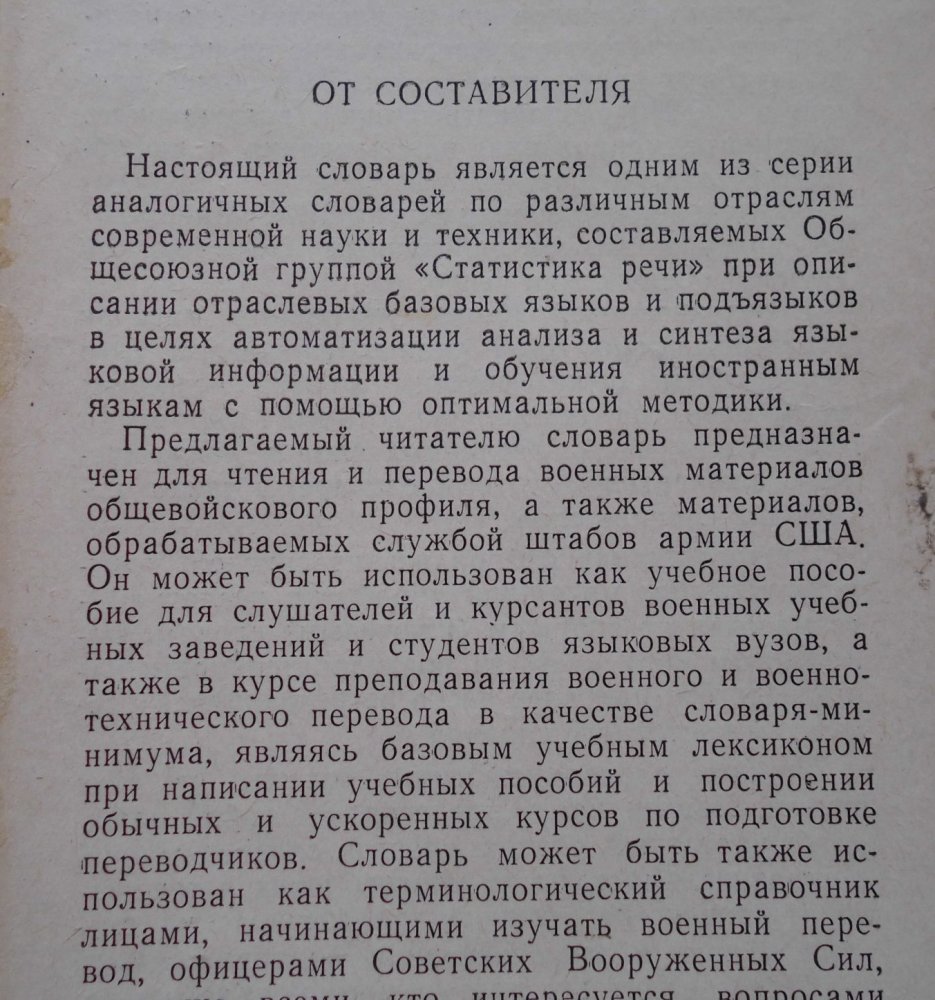 ОТ СОСТАВИТЕЛЯ
Настоящий словарь является одним из серии
аналогичных словарей по различным отраслям
современной науки и техники, составляемых Об-
щесоюзной группой «Статистика речи» при опи-
сании отраслевых базовых языков и подъязыков
в целях автоматизации анализа и синтеза язы-
ковой информации и обучения иностранным
языкам с помощью оптимальной методики.
Предлагаемый читателю словарь предназна-
чен для чтения и перевода военных материалов
общевойскового профиля, а также материалов,
обрабатываемых службой штабов армии США.
Он может быть использован как учебное посо-
бие для слушателей и курсантов военных учеб-
ных заведений и студентов языковых вузов, а
также в курсе преподавания военного и военно-
технического перевода в качестве словаря-ми-
нимума, являясь базовым учебным лексиконом
при написании учебных пособий и построении
обычных и ускоренных курсов по подготовке
переводчиков. Словарь может быть также ис-
пользован как терминологический справочник
лицами, начинающими изучать военный пере-
вод, офицерами Советских Вооруженных Сил,
всеми, кто интересуется вопросами